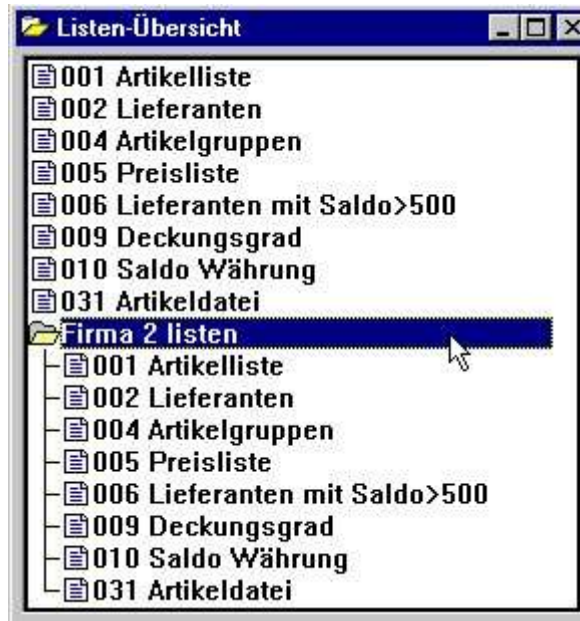 Listen-Übersicht
001 Artikelliste
002 Lieferanten
004 Artikelgruppen
005 Preisliste
006 Lieferanten mit Saldo>500
009 Deckungsgrad
010 Saldo Währung
031 Artikeldatei
Firma 2 listen
001 Artikelliste
002 Lieferanten
004 Artikelgruppen
005 Preisliste
006 Lieferanten mit Saldo>500
009 Deckungsgrad
010 Saldo Währung
031 Artikeldatei